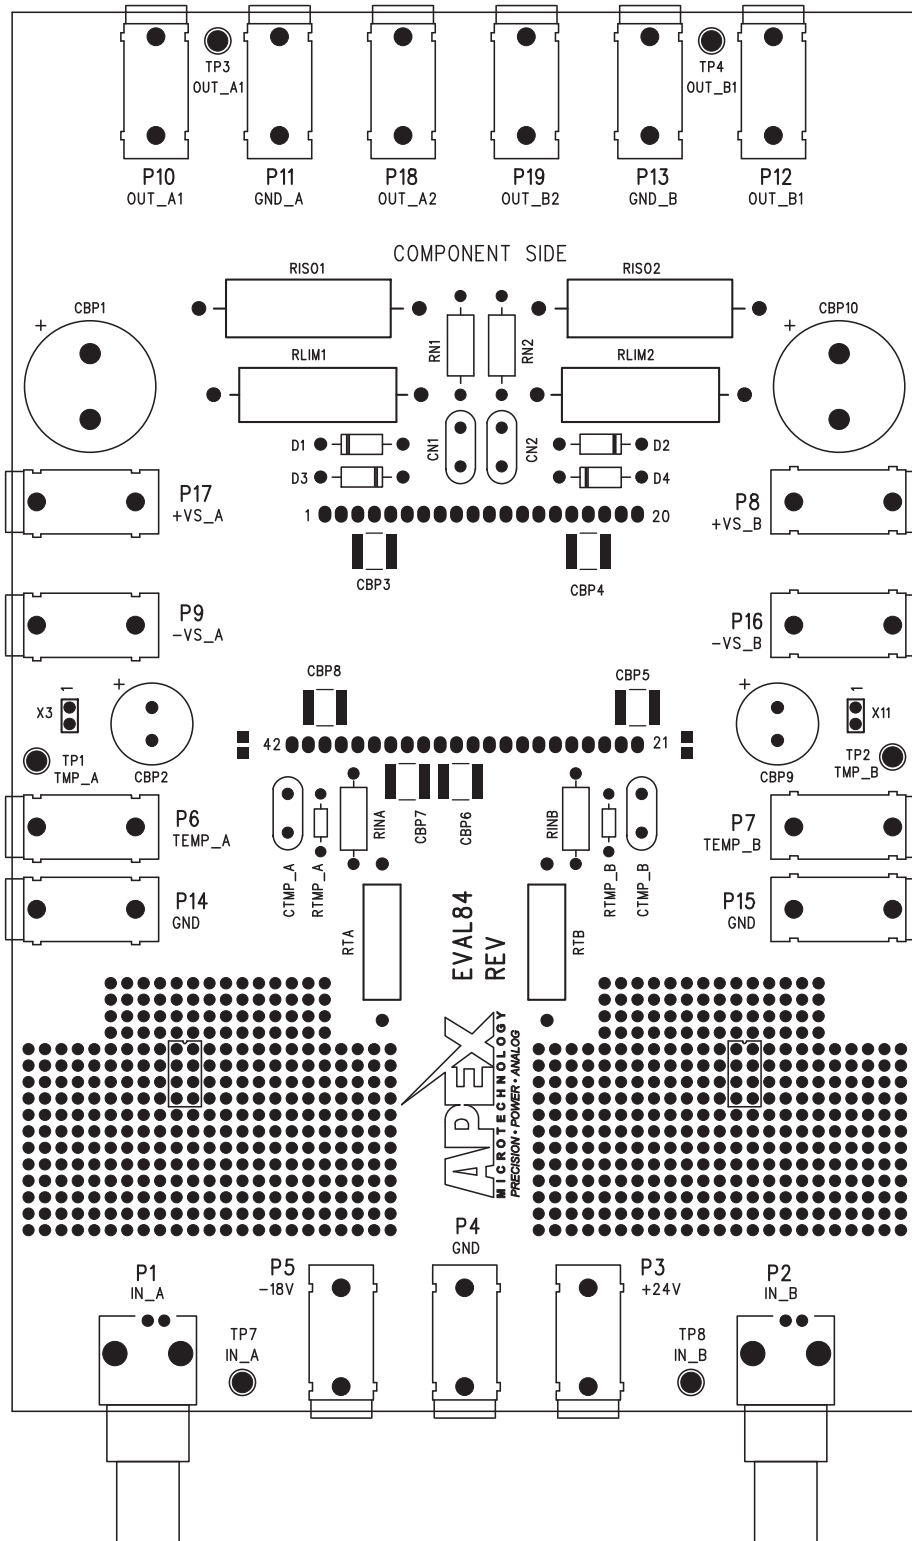 TP3
OUT_A1
TP4
OUT_B1
P10
OUT_A1
P11
GND_A
P18
OUT_A2
P19
OUT_B2
P13
GND_B
P12
OUT_B1
COMPONENT SIDE
RISO1
RISO2
CBP1
+
CBP10
+
RN1
RN2
RLIM1
RLIM2
D1
D3
CN1
CN2
D2
D4
P17
+VS_A
P8
+VS_B
1
20
CBP3
CBP4
P9
-VS_A
P16
-VS_B
CBP8
CBP5
X3
1
+
+
1
X11
TP1
TMP_A
CBP2
42
21
CBP9
TP2
TMP_B
P6
TEMP_A
P7
TEMP_B
RINA
CBP7
CBP6
RINB
CTMP_A
RTMP_A
RTMP_B
CTMP_B
P14
GND
P15
GND
RTA
EVAL84
REV
RTB
APEX
MICROTECHNOLOGY
PRECISION • POWER • ANALOG
P4
GND
P1
IN_A
P5
-18V
P3
+24V
P2
IN_B
TP7
IN_A
TP8
IN_B